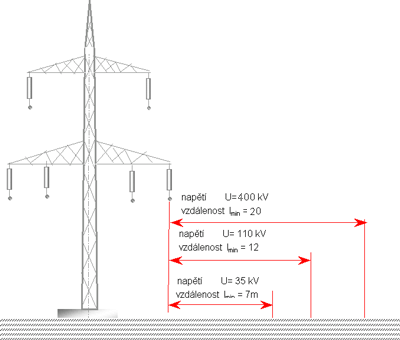 napětí U=400 kV
vzdálenost lmin = 20
napětí U= 110 kV
vzdálenost lmin = 12
napětí U= 35 kV
vzdálenost lmin = 7m